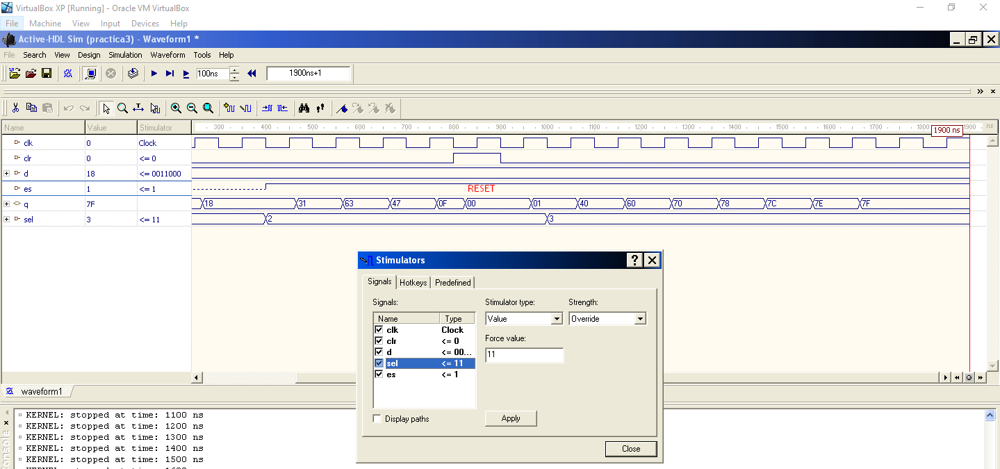 VirtualBox XP [Running] - Oracle VM VirtualBox
File Machine View Input Devices Help
Active-HDL Sim (practica3) - Waveform1 *
File Search View Design Simulation Waveform Tools Help
100ns 1900ns+1
Name Value Stimulator 300 400 500 600 700 800 900 1000 1100 1200 1300 1400 1500 1600 1700 1800 1900 ns
1900 ns
clk 0 Clock
clr 0 <= 0
d 18 <= 0011000
es 1 <= 1 RESET
q 7F 18 31 63 47 0F 00 01 40 60 70 78 7C 7E 7F
sel 3 <= 11 2 3
Stimulators
Signals Hotkeys Predefined
Signals: Stimulator type: Strength:
Name Type Value Override
clk Clock
clr <= 0 Force value:
d <= 00...
sel <= 11 11
es <= 1
Display paths Apply
Close
waveform1
KERNEL: stopped at time: 1100 ns
KERNEL: stopped at time: 1200 ns
KERNEL: stopped at time: 1300 ns
KERNEL: stopped at time: 1400 ns
KERNEL: stopped at time: 1500 ns